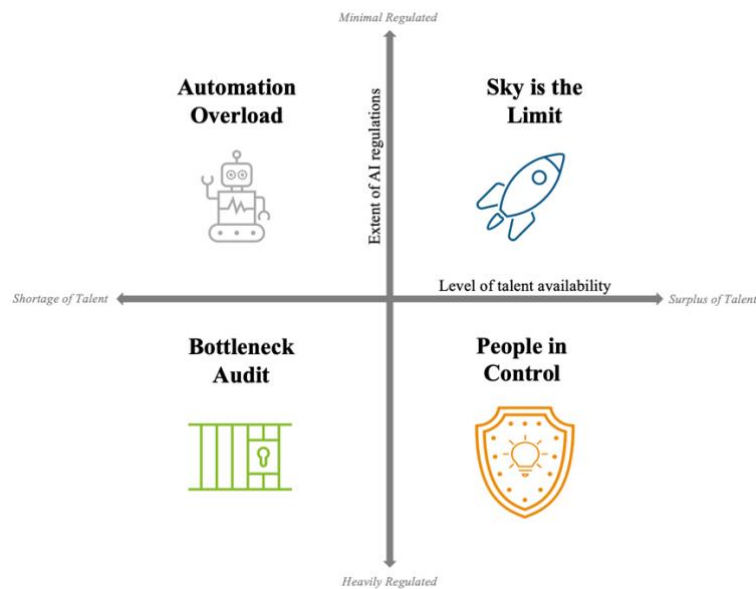 Minimal Regulated
Automation
Overload
Sky is the
Limit
Extent of AI regulations
Level of talent availability
Shortage of Talent
Surplus of Talent
Bottleneck
Audit
People in
Control
Heavily Regulated